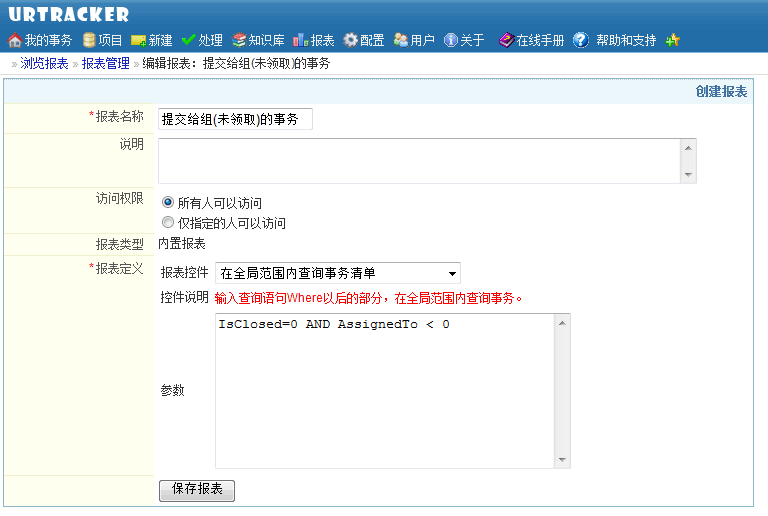 URTRACKER
我的事务 项目 新建 处理 知识库 报表 配置 用户 关于 在线手册 帮助和支持
» 浏览报表 » 报表管理 » 编辑报表：提交给组(未领取)的事务
创建报表
*报表名称 提交给组(未领取)的事务
说明
访问权限 所有人可以访问
仅指定的人可以访问
报表类型 内置报表
*报表定义 报表控件 在全局范围内查询事务清单
控件说明 输入查询语句Where以后的部分，在全局范围内查询事务。
IsClosed=0 AND AssignedTo < 0
参数
保存报表